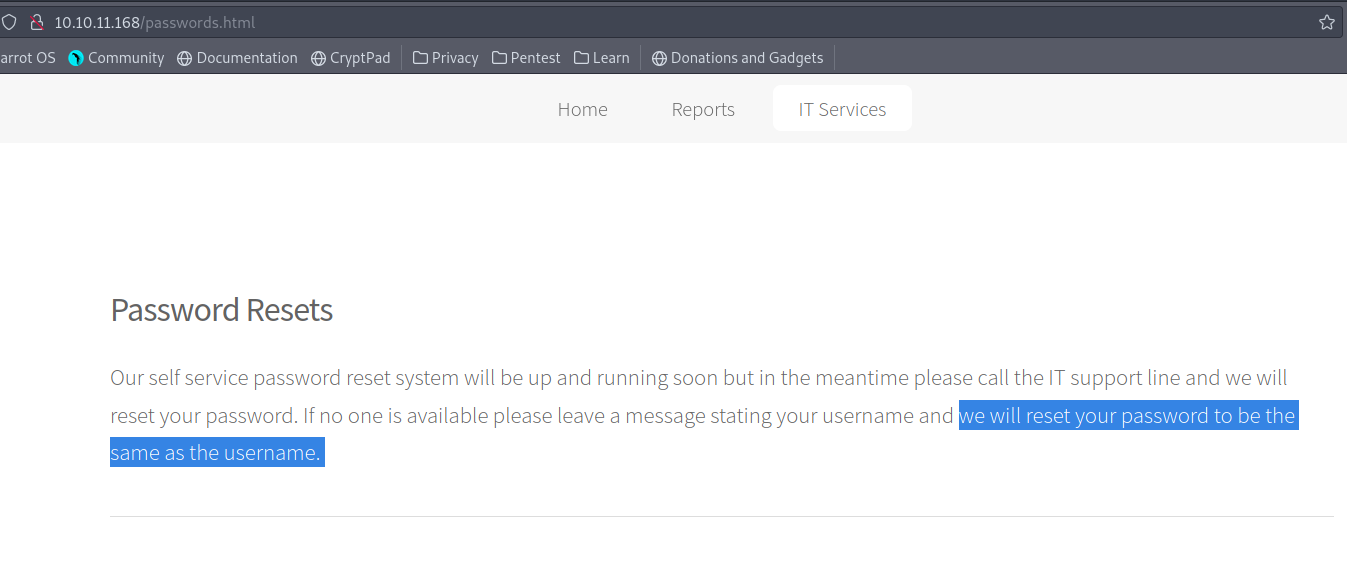 10.10.11.168/passwords.html
arrot OS Community Documentation CryptPad Privacy Pentest Learn Donations and Gadgets
Home Reports IT Services
Password Resets
Our self service password reset system will be up and running soon but in the meantime please call the IT support line and we will
reset your password. If no one is available please leave a message stating your username and we will reset your password to be the
same as the username.